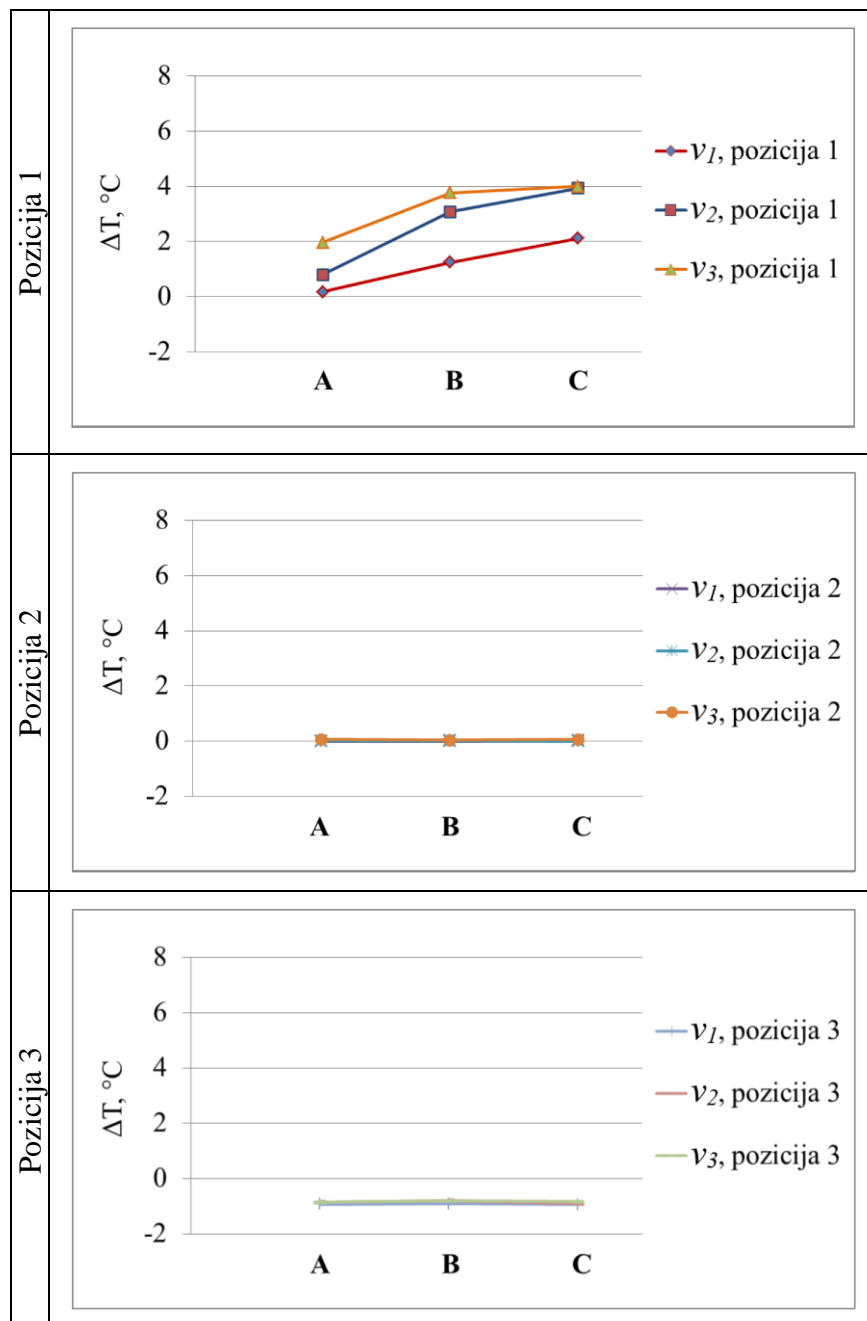 Pozicija 1
ΔT, °C
8
6
4
2
0
-2
A B C
v1, pozicija 1
v2, pozicija 1
v3, pozicija 1
Pozicija 2
ΔT, °C
8
6
4
2
0
-2
A B C
v1, pozicija 2
v2, pozicija 2
v3, pozicija 2
Pozicija 3
ΔT, °C
8
6
4
2
0
-2
A B C
v1, pozicija 3
v2, pozicija 3
v3, pozicija 3